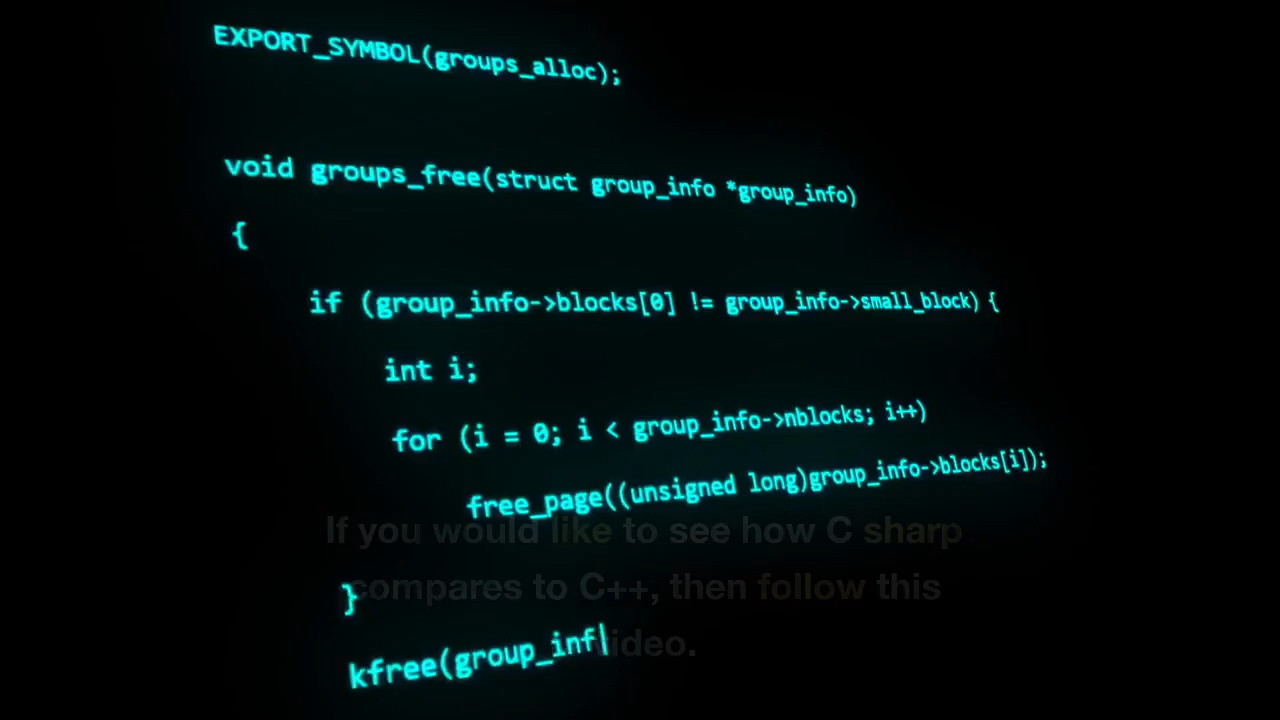 EXPORT_SYMBOL(groups_alloc);
void groups_free(struct group_info *group_info)
{
if (group_info->blocks[0] != group_info->small_block) {
int i;
for (i = 0; i < group_info->nblocks; i++)
free_page((unsigned long)group_info->blocks[i]);
If you would like to see how C sharp
compares to C++, then follow this
video.
}
kfree(group_inf